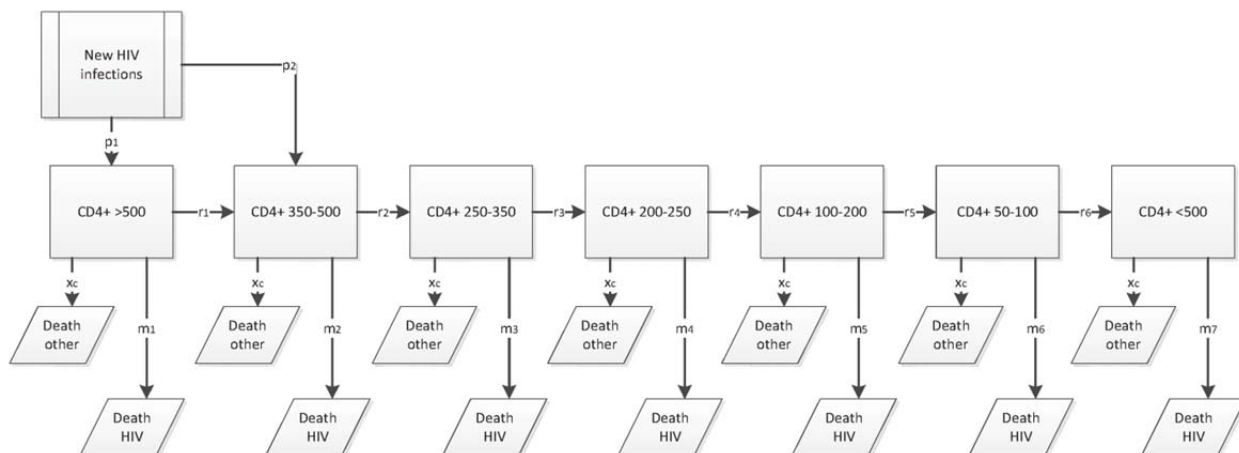 New HIV
infections
p2
p1
CD4+ >500
r1
CD4+ 350-500
r2
CD4+ 250-350
r3
CD4+ 200-250
r4
CD4+ 100-200
r5
CD4+ 50-100
r6
CD4+ <500
xc
xc
xc
xc
xc
xc
xc
Death
other
m1
Death
other
m2
Death
other
m3
Death
other
m4
Death
other
m5
Death
other
m6
Death
other
m7
Death
HIV
Death
HIV
Death
HIV
Death
HIV
Death
HIV
Death
HIV
Death
HIV